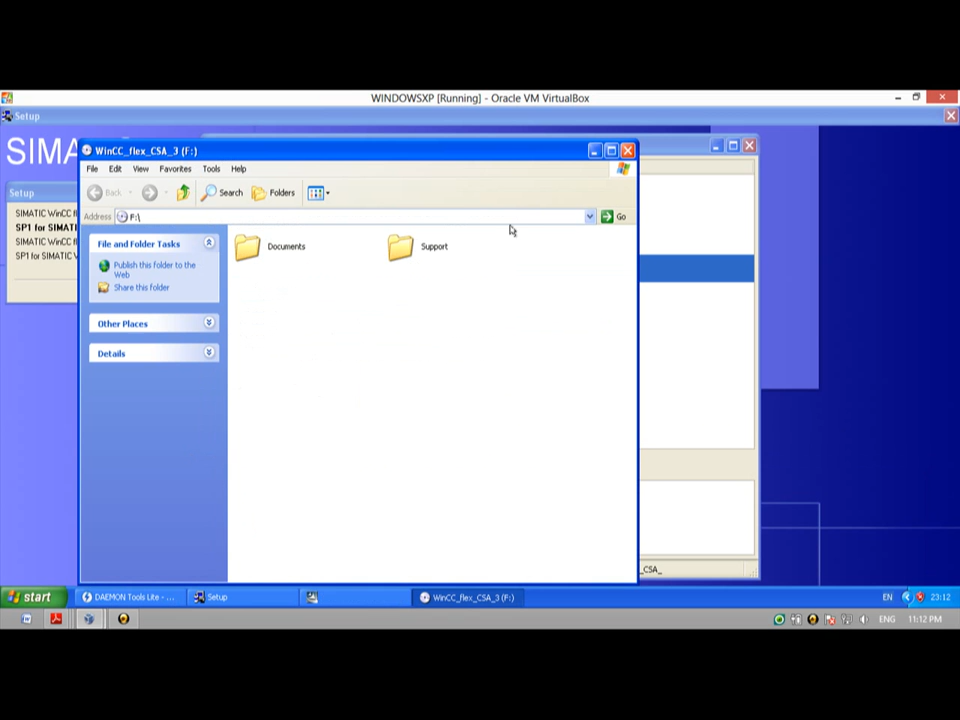 WINDOWSXP [Running] - Oracle VM VirtualBox
Setup
SIMA
WinCC_flex_CSA_3 (F:)
File Edit View Favorites Tools Help
Back Search Folders
Address F:\ Go
Setup
SIMATIC WinCC fl
SP1 for SIMATI
SIMATIC WinCC fl
SP1 for SIMATIC
File and Folder Tasks
Publish this folder to the
Web
Share this folder
Other Places
Details
Documents
Support
_CSA_
start
DAEMON Tools Lite - ...
Setup
WinCC_flex_CSA_3 (F:)
EN
23:12
ENG
11:12 PM